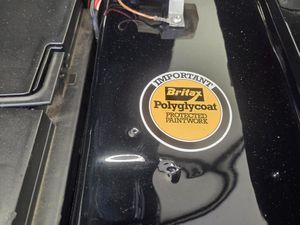 IMPORTANT
Britax
Polyglycoat
PROTECTED
PAINTWORK